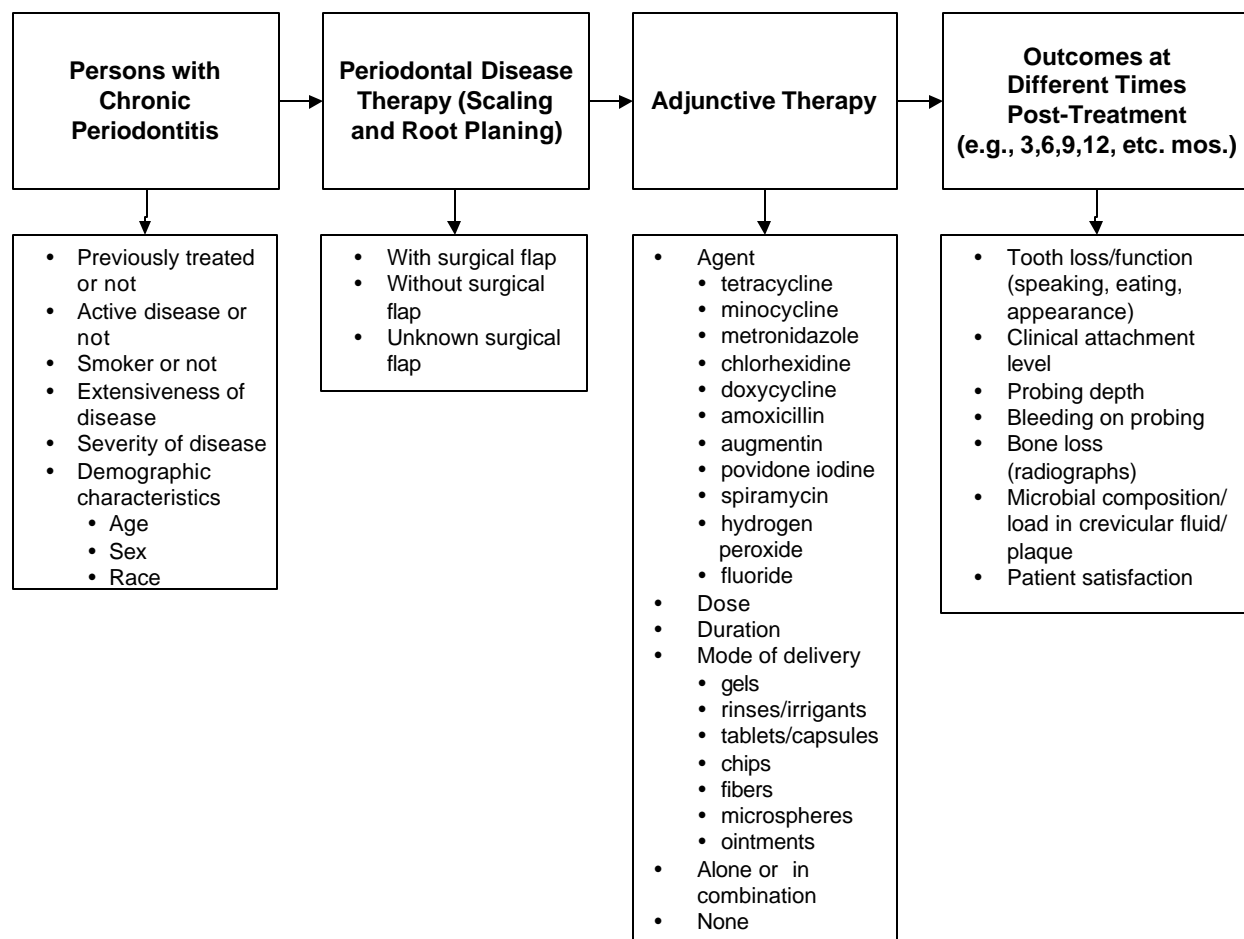 Persons with
Chronic
Periodontitis
Periodontal Disease
Therapy (Scaling
and Root Planing)
Adjunctive Therapy
Outcomes at
Different Times
Post-Treatment
(e.g., 3,6,9,12, etc. mos.)
• Previously treated
or not
• Active disease or
not
• Smoker or not
• Extensiveness of
disease
• Severity of disease
• Demographic
characteristics
• Age
• Sex
• Race
• With surgical flap
• Without surgical
flap
• Unknown surgical
flap
• Agent
• tetracycline
• minocycline
• metronidazole
• chlorhexidine
• doxycycline
• amoxicillin
• augmentin
• povidone iodine
• spiramycin
• hydrogen
peroxide
• fluoride
• Dose
• Duration
• Mode of delivery
• gels
• rinses/irrigants
• tablets/capsules
• chips
• fibers
• microspheres
• ointments
• Alone or in
combination
• None
• Tooth loss/function
(speaking, eating,
appearance)
• Clinical attachment
level
• Probing depth
• Bleeding on probing
• Bone loss
(radiographs)
• Microbial composition/
load in crevicular fluid/
plaque
• Patient satisfaction